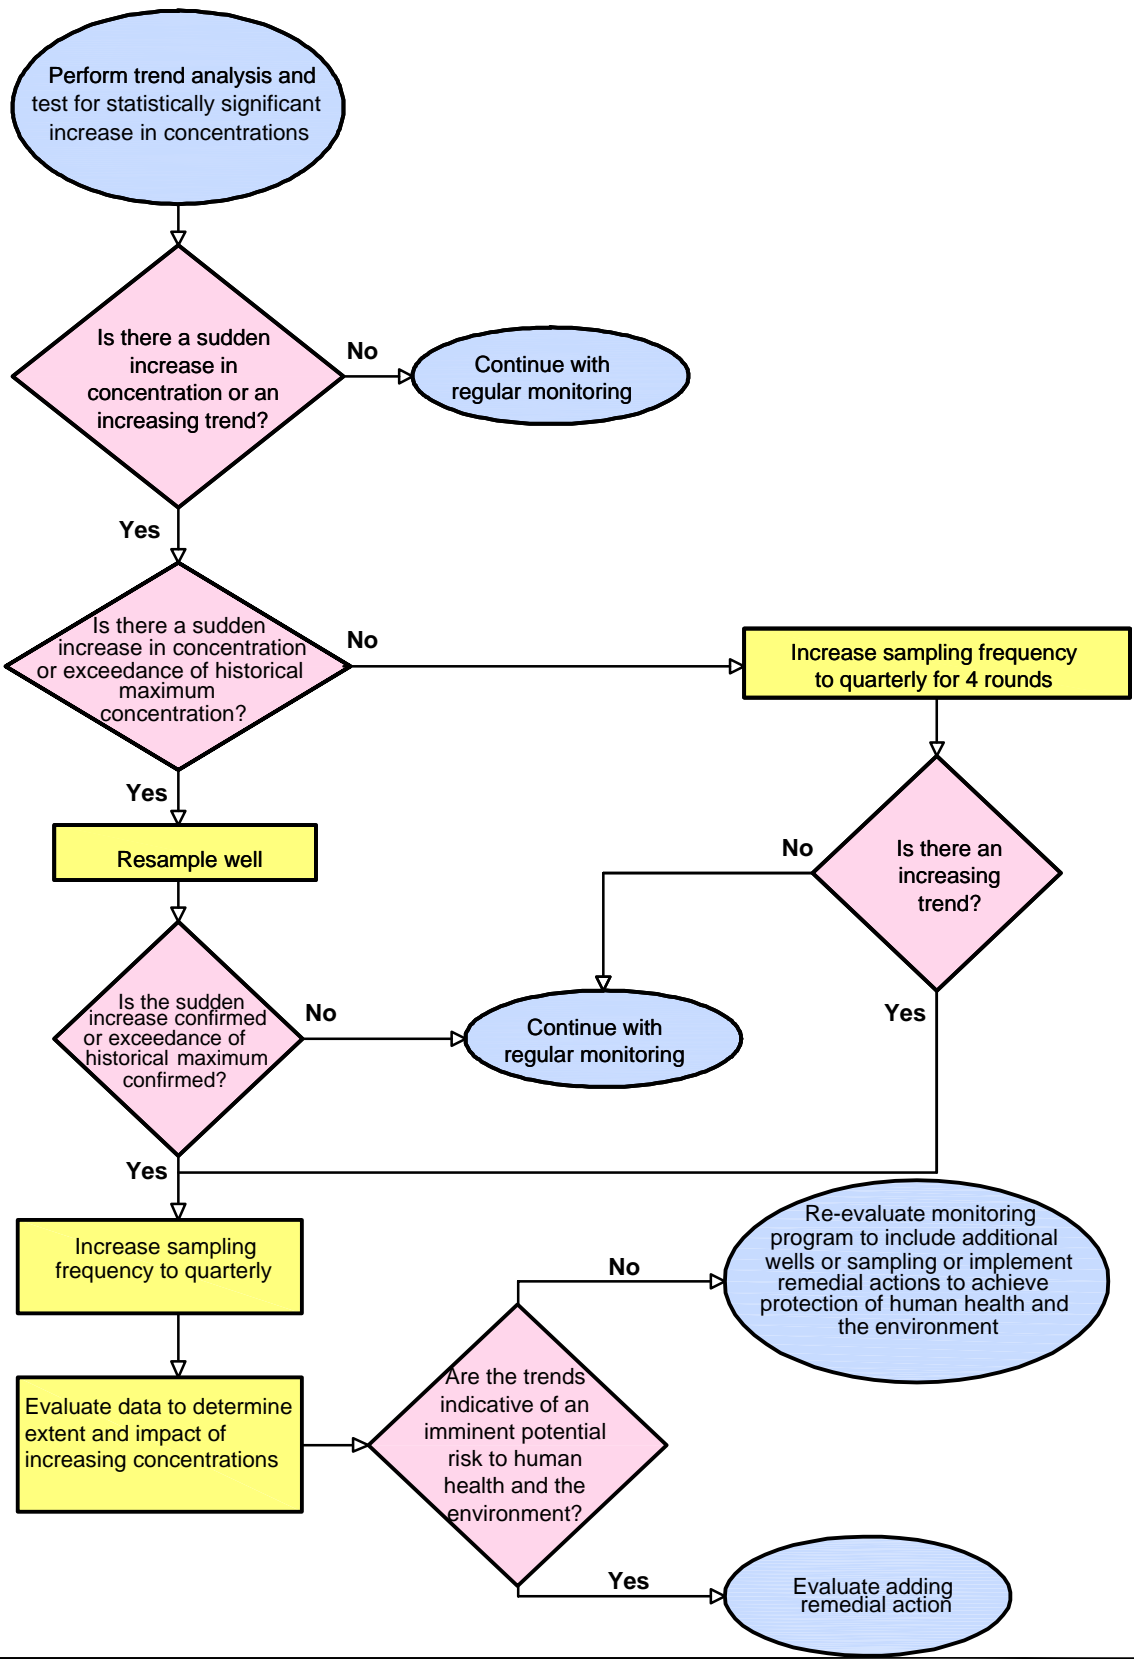 Perform trend analysis and
test for statistically significant
increase in concentrations
Is there a sudden
increase in
concentration or an
increasing trend?
No
Continue with
regular monitoring
Yes
Is there a sudden
increase in concentration
or exceedance of historical
maximum
concentration?
No
Increase sampling frequency
to quarterly for 4 rounds
Yes
Resample well
No
Is there an
increasing
trend?
Is the sudden
increase confirmed
or exceedance of
historical maximum
confirmed?
No
Continue with
regular monitoring
Yes
Yes
Increase sampling
frequency to quarterly
Re-evaluate monitoring
program to include additional
wells or sampling or implement
remedial actions to achieve
protection of human health and
the environment
No
Evaluate data to determine
extent and impact of
increasing concentrations
Are the trends
indicative of an
imminent potential
risk to human
health and the
environment?
Yes
Evaluate adding
remedial action